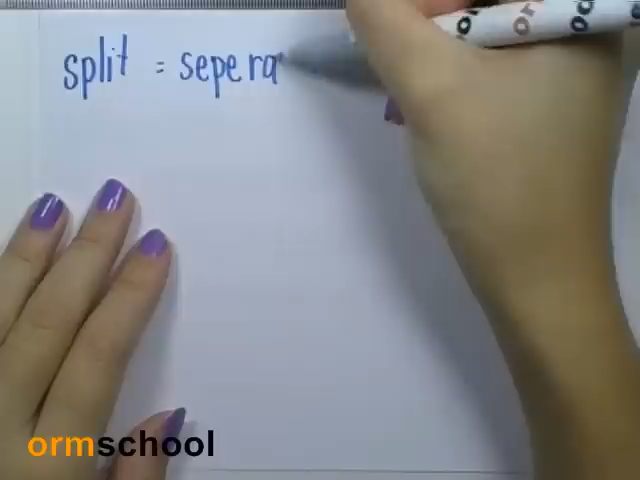 split = sepera
ormschool